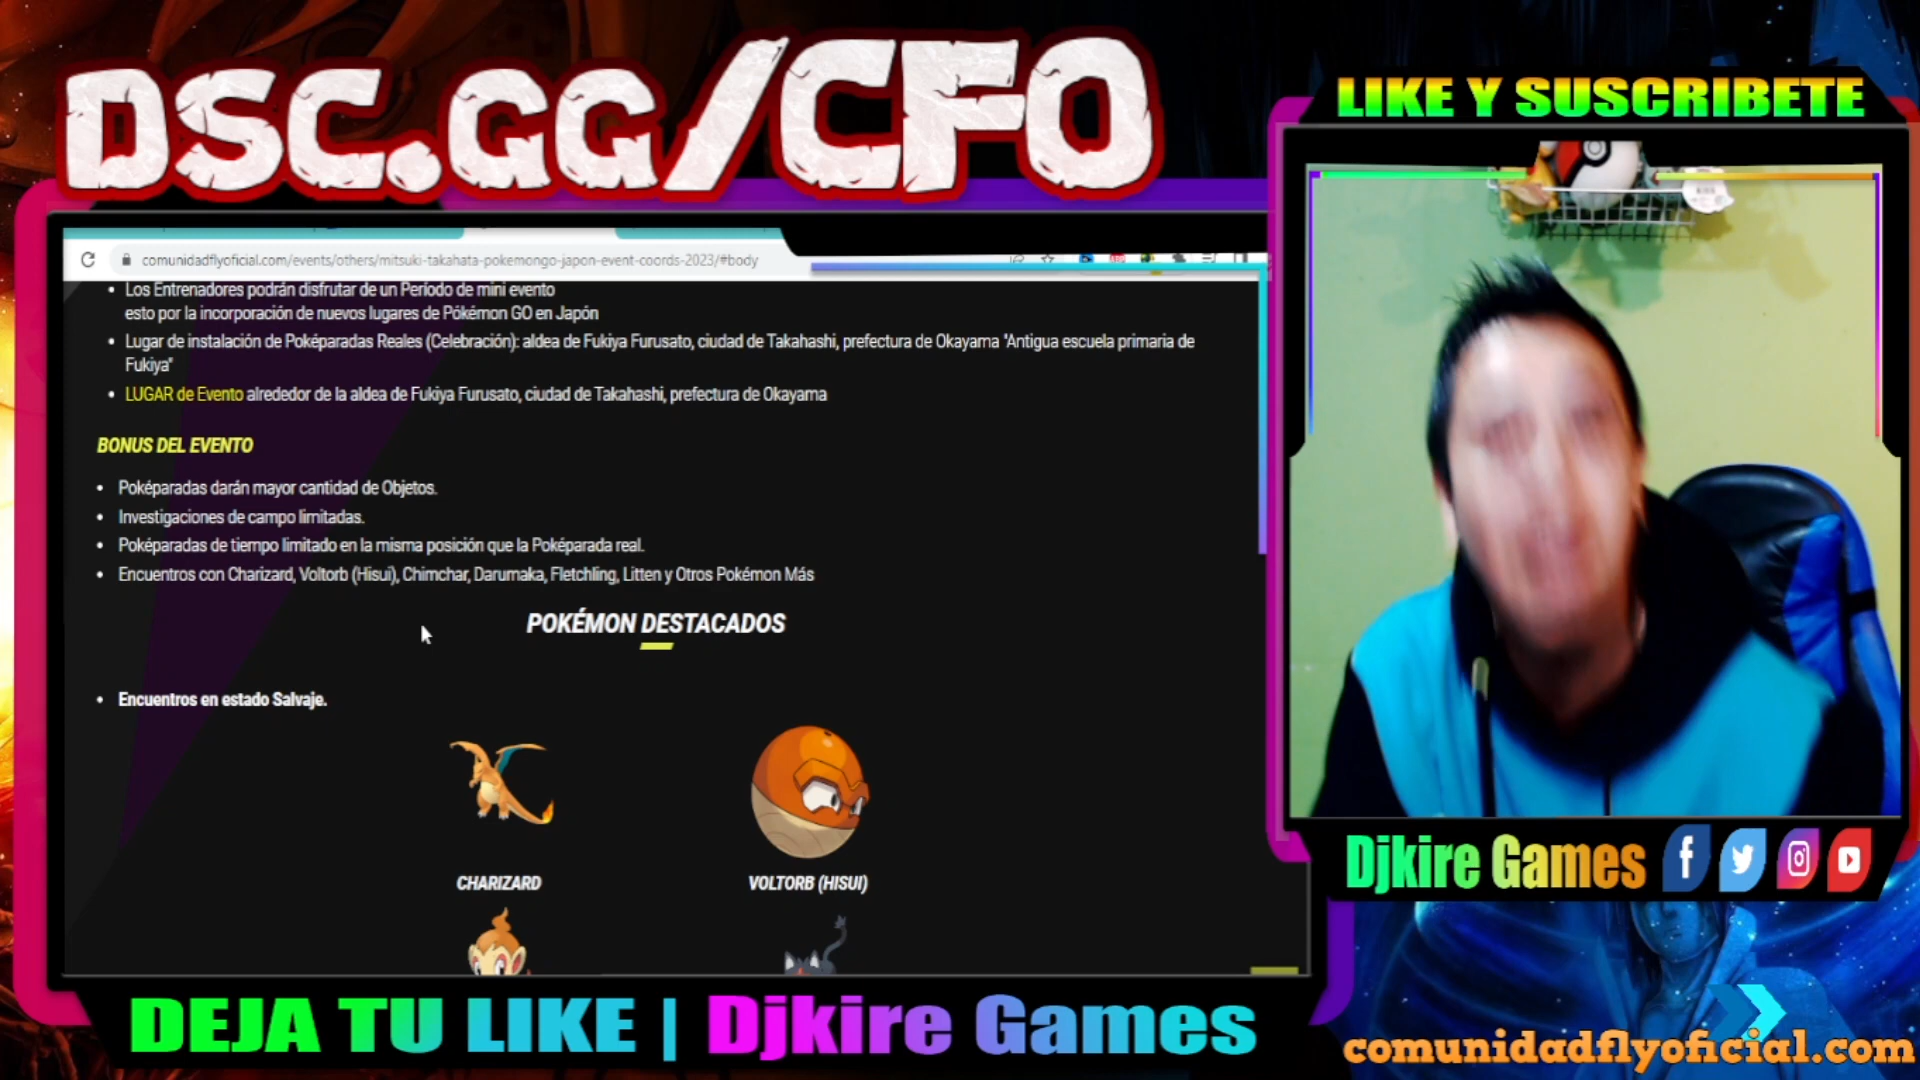 DSC.GG/CFO
LIKE Y SUSCRIBETE
comunidadflyoficial.com/events/others/mitsuki-takahata-pokemongo-japon-event-coords-2023/#body
• Los Entrenadores podrán disfrutar de un Período de mini evento
esto por la incorporación de nuevos lugares de Pókémon GO en Japón
• Lugar de instalación de Poképaradas Reales (Celebración): aldea de Fukiya Furusato, ciudad de Takahashi, prefectura de Okayama "Antigua escuela primaria de
Fukiya"
• LUGAR de Evento alrededor de la aldea de Fukiya Furusato, ciudad de Takahashi, prefectura de Okayama
BONUS DEL EVENTO
• Poképaradas darán mayor cantidad de Objetos.
• Investigaciones de campo limitadas.
• Poképaradas de tiempo limitado en la misma posición que la Poképarada real.
• Encuentros con Charizard, Voltorb (Hisui), Chimchar, Darumaka, Fletchling, Litten y Otros Pokémon Más
POKÉMON DESTACADOS
• Encuentros en estado Salvaje.
CHARIZARD
VOLTORB (HISUI)
Djkire Games
DEJA TU LIKE | Djkire Games
comunidadflyoficial.com